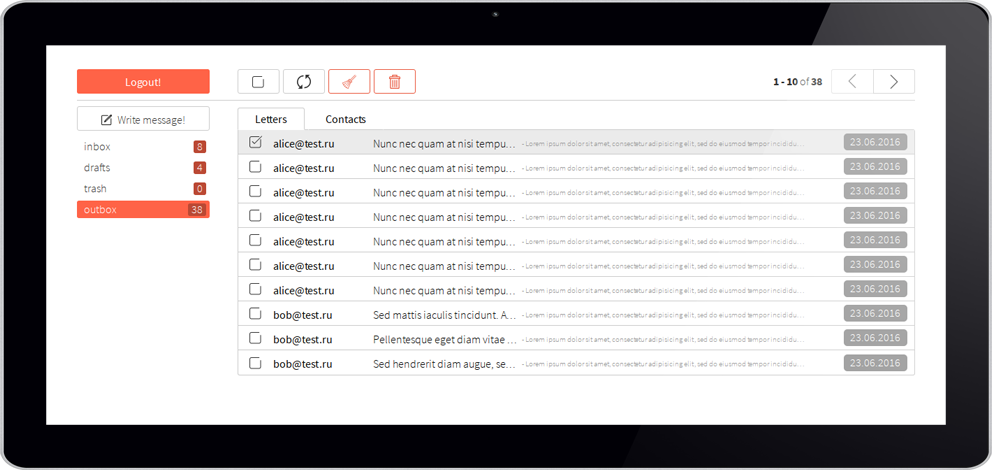 Logout!
1 - 10 of 38
Write message!
Letters Contacts
inbox 8
drafts 4
trash 0
outbox 38
alice@test.ru Nunc nec quam at nisi tempu... - Lorem ipsum dolor sit amet, consectetur adipisicing elit, sed do eiusmod tempor incididu... 23.06.2016
alice@test.ru Nunc nec quam at nisi tempu... - Lorem ipsum dolor sit amet, consectetur adipisicing elit, sed do eiusmod tempor incididu... 23.06.2016
alice@test.ru Nunc nec quam at nisi tempu... - Lorem ipsum dolor sit amet, consectetur adipisicing elit, sed do eiusmod tempor incididu... 23.06.2016
alice@test.ru Nunc nec quam at nisi tempu... - Lorem ipsum dolor sit amet, consectetur adipisicing elit, sed do eiusmod tempor incididu... 23.06.2016
alice@test.ru Nunc nec quam at nisi tempu... - Lorem ipsum dolor sit amet, consectetur adipisicing elit, sed do eiusmod tempor incididu... 23.06.2016
alice@test.ru Nunc nec quam at nisi tempu... - Lorem ipsum dolor sit amet, consectetur adipisicing elit, sed do eiusmod tempor incididu... 23.06.2016
alice@test.ru Nunc nec quam at nisi tempu... - Lorem ipsum dolor sit amet, consectetur adipisicing elit, sed do eiusmod tempor incididu... 23.06.2016
bob@test.ru Sed mattis iaculis tincidunt. A... - Lorem ipsum dolor sit amet, consectetur adipisicing elit, sed do eiusmod tempor incididu... 23.06.2016
bob@test.ru Pellentesque eget diam vitae ... - Lorem ipsum dolor sit amet, consectetur adipisicing elit, sed do eiusmod tempor incididu... 23.06.2016
bob@test.ru Sed hendrerit diam augue, se... - Lorem ipsum dolor sit amet, consectetur adipisicing elit, sed do eiusmod tempor incididu... 23.06.2016